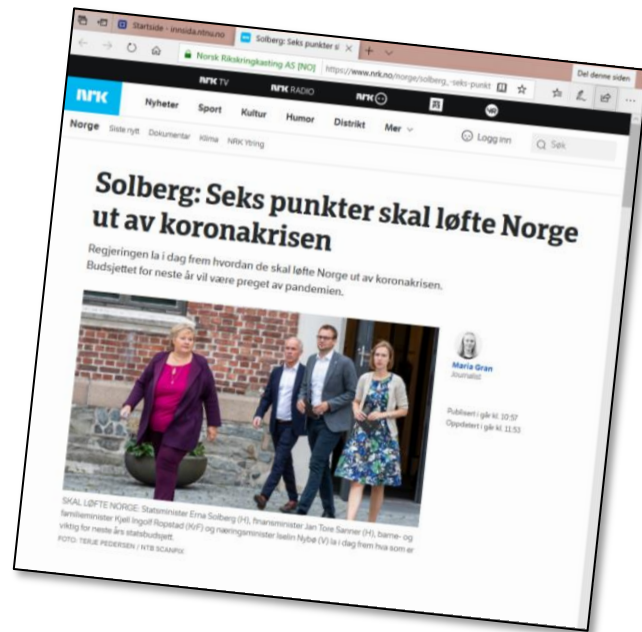 Startside - innsida.ntnu.no
Solberg: Seks punkter s
Del denne siden
Norsk Rikskringkasting AS [NO]
https://www.nrk.no/norge/solberg_-seks-punkt
NRK TV NRK RADIO NRK
NRK
Nyheter Sport Kultur Humor Distrikt Mer
Logg inn
Søk
Norge Siste nytt Dokumentar Klima NRK Ytring
Solberg: Seks punkter skal løfte Norge
ut av koronakrisen
Regjeringen la i dag frem hvordan de skal løfte Norge ut av koronakrisen.
Budsjettet for neste år vil være preget av pandemien.
Maria Gran
Journalist
Publisert i går kl. 10:57
Oppdatert i går kl. 11:53
SKAL LØFTE NORGE: Statsminister Erna Solberg (H), finansminister Jan Tore Sanner (H), barne- og
familieminister Kjell Ingolf Ropstad (KrF) og næringsminister Iselin Nybø (V) la i dag frem hva som er
viktig for neste års statsbudsjett.
FOTO: TERJE PEDERSEN / NTB SCANPIX